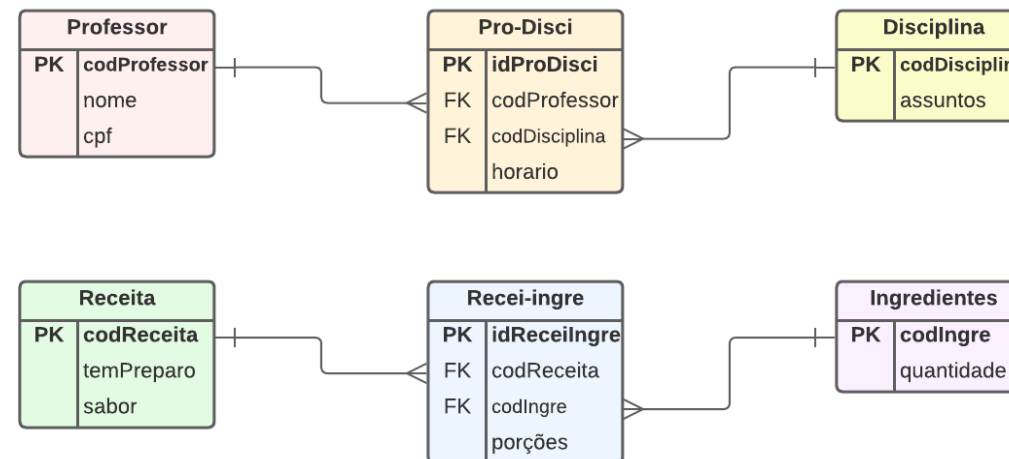 Professor
PK codProfessor
nome
cpf
Pro-Disci
PK idProDisci
FK codProfessor
FK codDisciplina
horario
Disciplina
PK
assuntos
Receita
PK codReceita
temPreparo
sabor
Recei-ingre
PK idReceiIngre
FK codReceita
FK codIngre
porções
Ingredientes
PK codIngre
quantidade